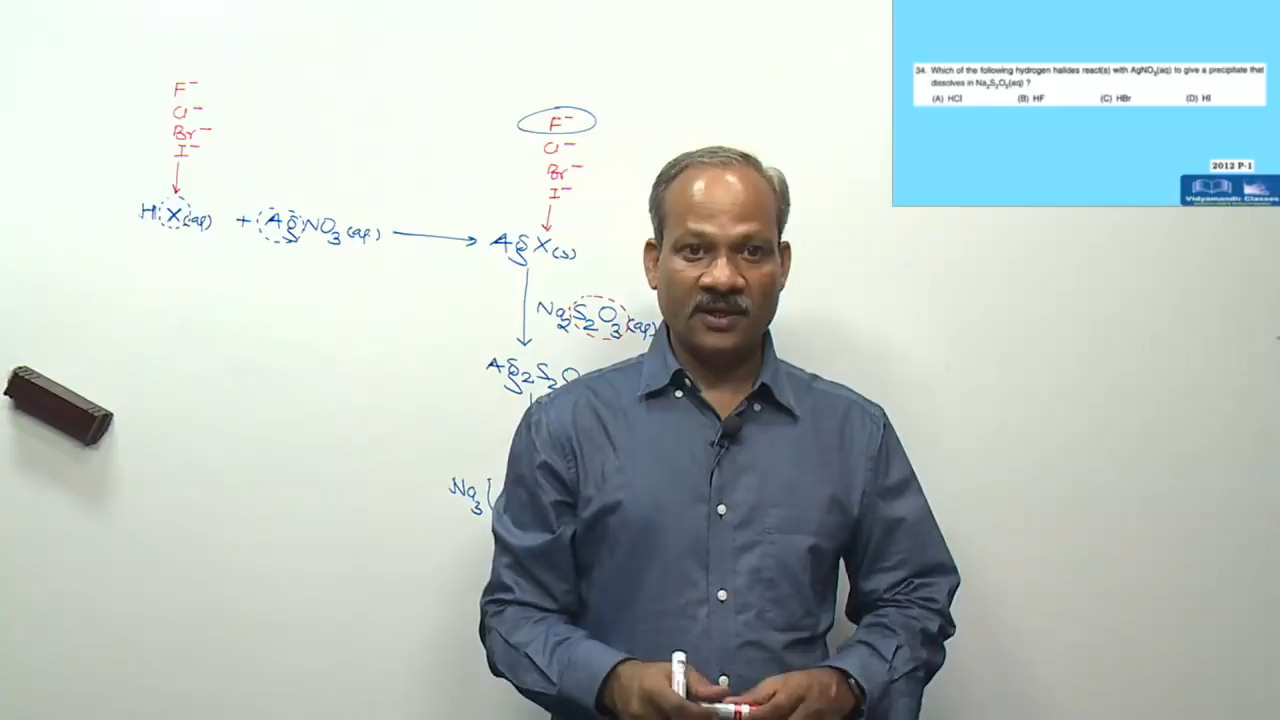 F⁻
Cl⁻
Br⁻
I⁻
HX(aq) + AgNO₃(aq) → AgX(s)
F⁻
Cl⁻
Br⁻
I⁻
Na₂S₂O₃(aq)
Ag₂S₂O
Na₃[
34. Which of the following hydrogen halides react(s) with AgNO₃(aq) to give a precipitate that
dissolves in Na₂S₂O₃(aq) ?
(A) HCl (B) HF (C) HBr (D) HI
2012 P-1
Vidyamandir Classes